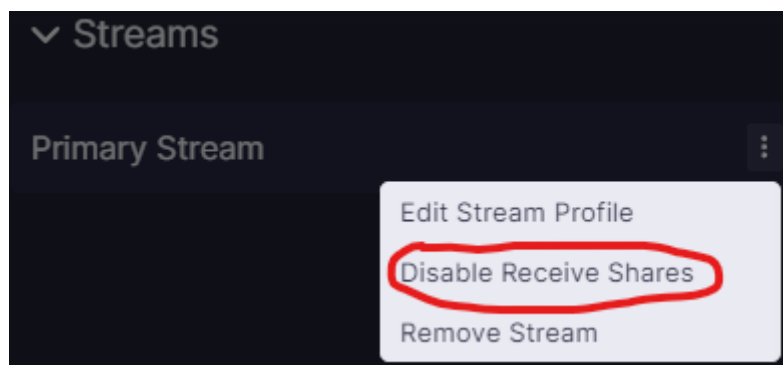 Streams
Primary Stream
Edit Stream Profile
Disable Receive Shares
Remove Stream